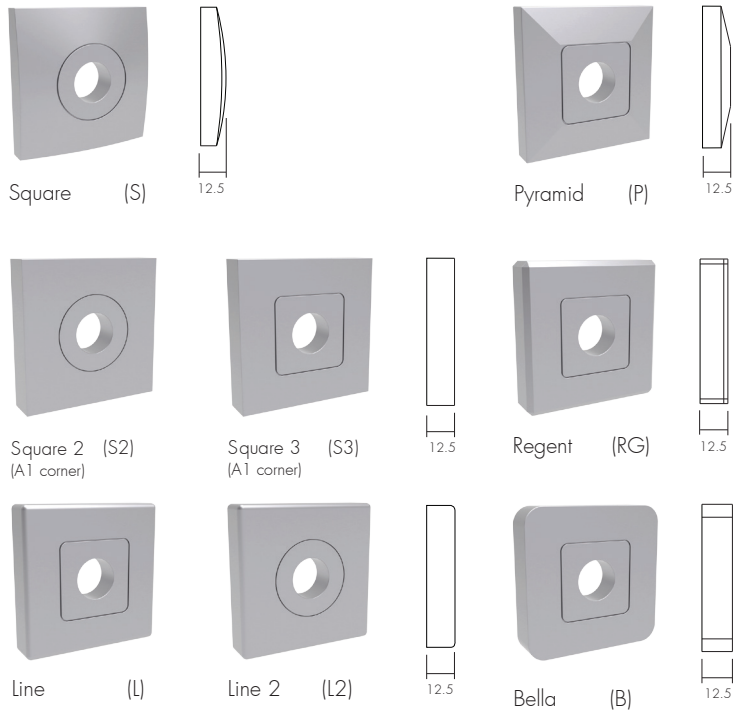 12.5
12.5
Square (S)
Pyramid (P)
Square 2 (S2)
(A1 corner)
Square 3 (S3)
(A1 corner)
12.5
Regent (RG)
12.5
Line (L)
Line 2 (L2)
12.5
Bella (B)
12.5